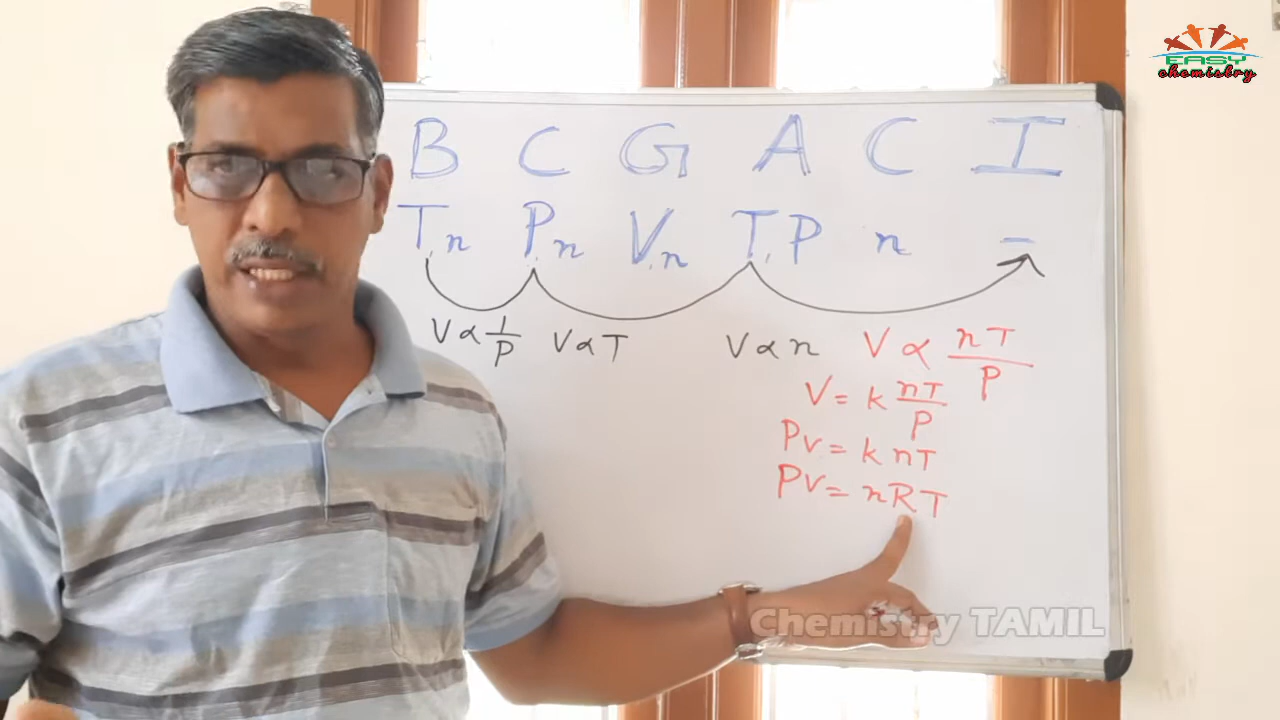 EASY
chemistry
B C G A C I
T,n P,n V,n T,P n –
V ∝ 1/P V ∝ T V ∝ n V ∝ nT/P
V = k nT/P
PV = k nT
PV = nRT
Chemistry TAMIL